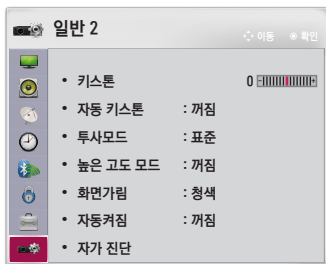 일반 2
이동 확인
• 키스톤 0
• 자동 키스톤 : 꺼짐
• 투사모드 : 표준
• 높은 고도 모드 : 꺼짐
• 화면가림 : 청색
• 자동켜짐 : 꺼짐
• 자가 진단